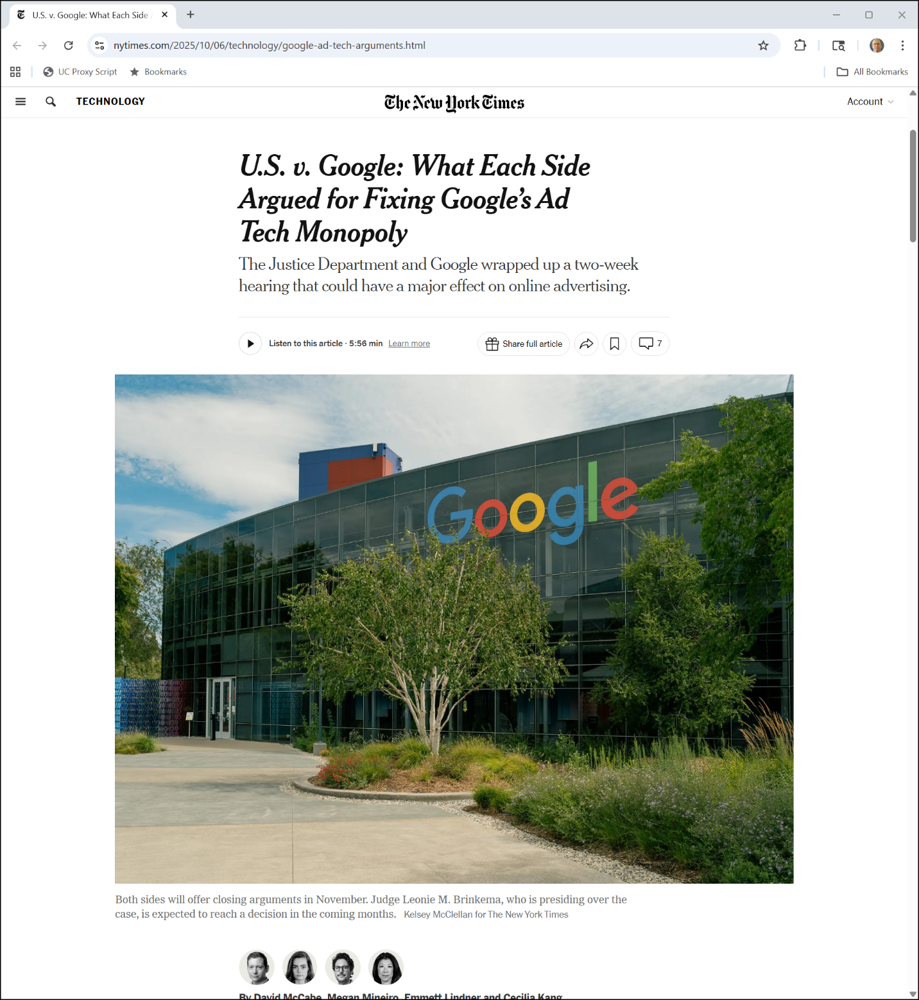 U.S. v. Google: What Each Side
nytimes.com/2025/10/06/technology/google-ad-tech-arguments.html
UC Proxy Script
Bookmarks
All Bookmarks
TECHNOLOGY
The New York Times
Account
U.S. v. Google: What Each Side
Argued for Fixing Google’s Ad
Tech Monopoly
The Justice Department and Google wrapped up a two-week
hearing that could have a major effect on online advertising.
Listen to this article · 5:56 min Learn more
Share full article
7
Google
Both sides will offer closing arguments in November. Judge Leonie M. Brinkema, who is presiding over the
case, is expected to reach a decision in the coming months. Kelsey McClellan for The New York Times
By David McCabe, Megan Mineiro, Emmett Lindner and Cecilia Kang